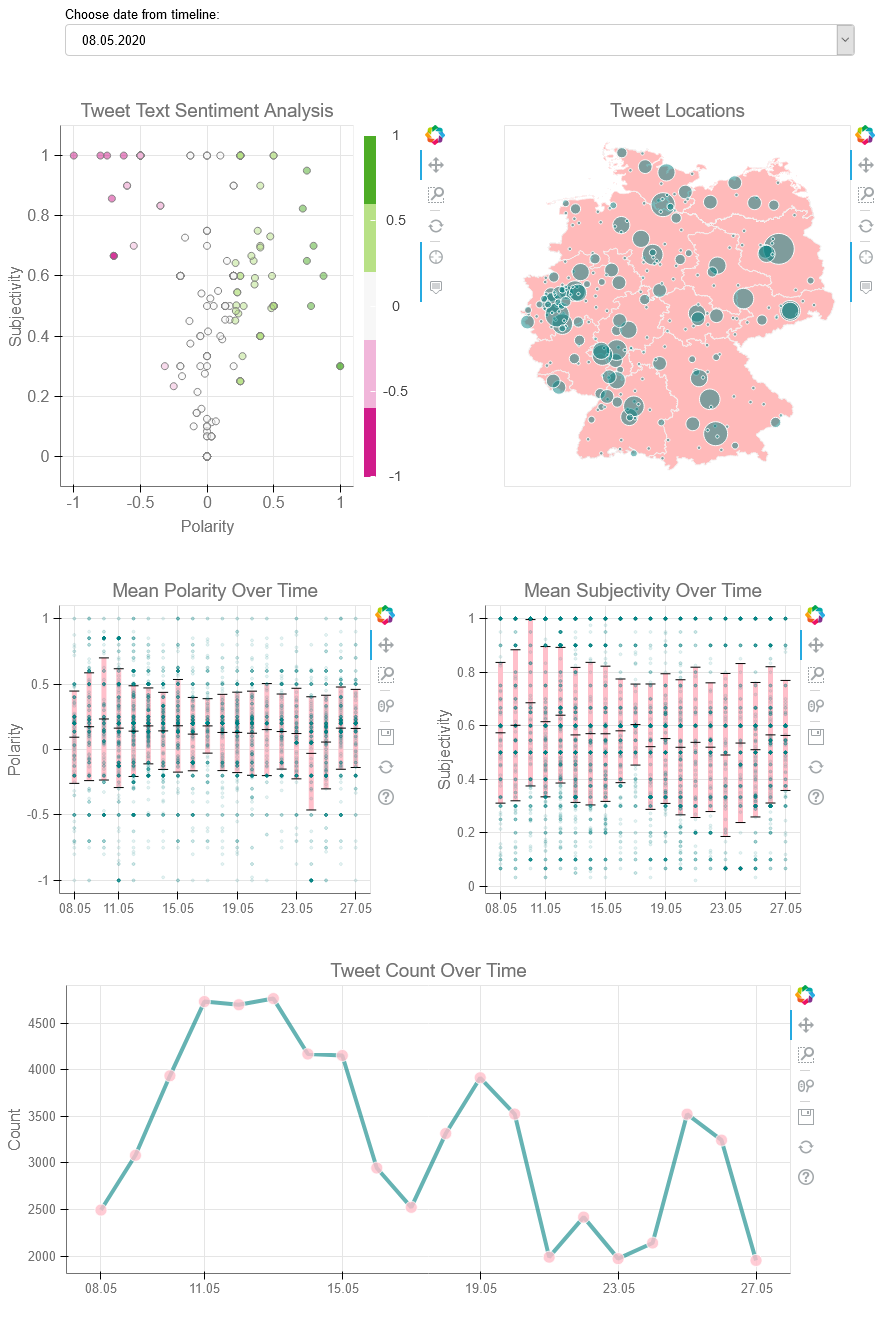 Choose date from timeline:
08.05.2020
Tweet Text Sentiment Analysis
1
0.8
0.6
0.4
0.2
0
Subjectivity
-1 -0.5 0 0.5 1
Polarity
1
0.5
0
-0.5
-1
Tweet Locations
Mean Polarity Over Time
1
0.5
0
-0.5
-1
Polarity
08.05 11.05 15.05 19.05 23.05 27.05
Mean Subjectivity Over Time
1
0.8
0.6
0.4
0.2
0
Subjectivity
08.05 11.05 15.05 19.05 23.05 27.05
Tweet Count Over Time
4500
4000
3500
3000
2500
2000
Count
08.05 11.05 15.05 19.05 23.05 27.05